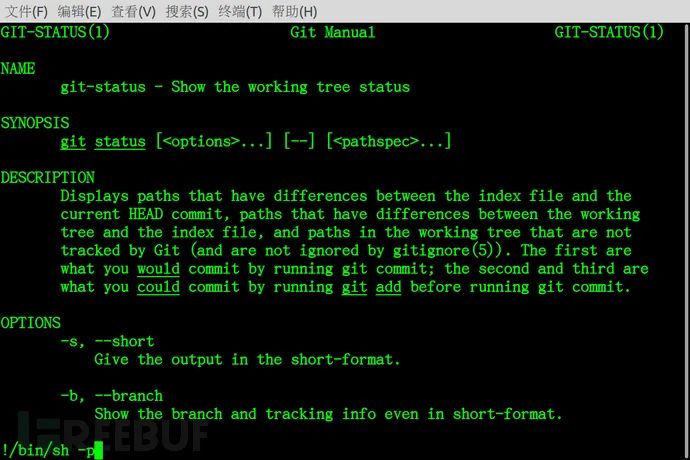 文件(F) 编辑(E) 查看(V) 搜索(S) 终端(T) 帮助(H)
GIT-STATUS(1) Git Manual GIT-STATUS(1)
NAME
git-status - Show the working tree status
SYNOPSIS
git status [<options>...] [--] [<pathspec>...]
DESCRIPTION
Displays paths that have differences between the index file and the
current HEAD commit, paths that have differences between the working
tree and the index file, and paths in the working tree that are not
tracked by Git (and are not ignored by gitignore(5)). The first are
what you would commit by running git commit; the second and third are
what you could commit by running git add before running git commit.
OPTIONS
-s, --short
Give the output in the short-format.
-b, --branch
Show the branch and tracking info even in short-format.
FREEBUF
!/bin/sh -p